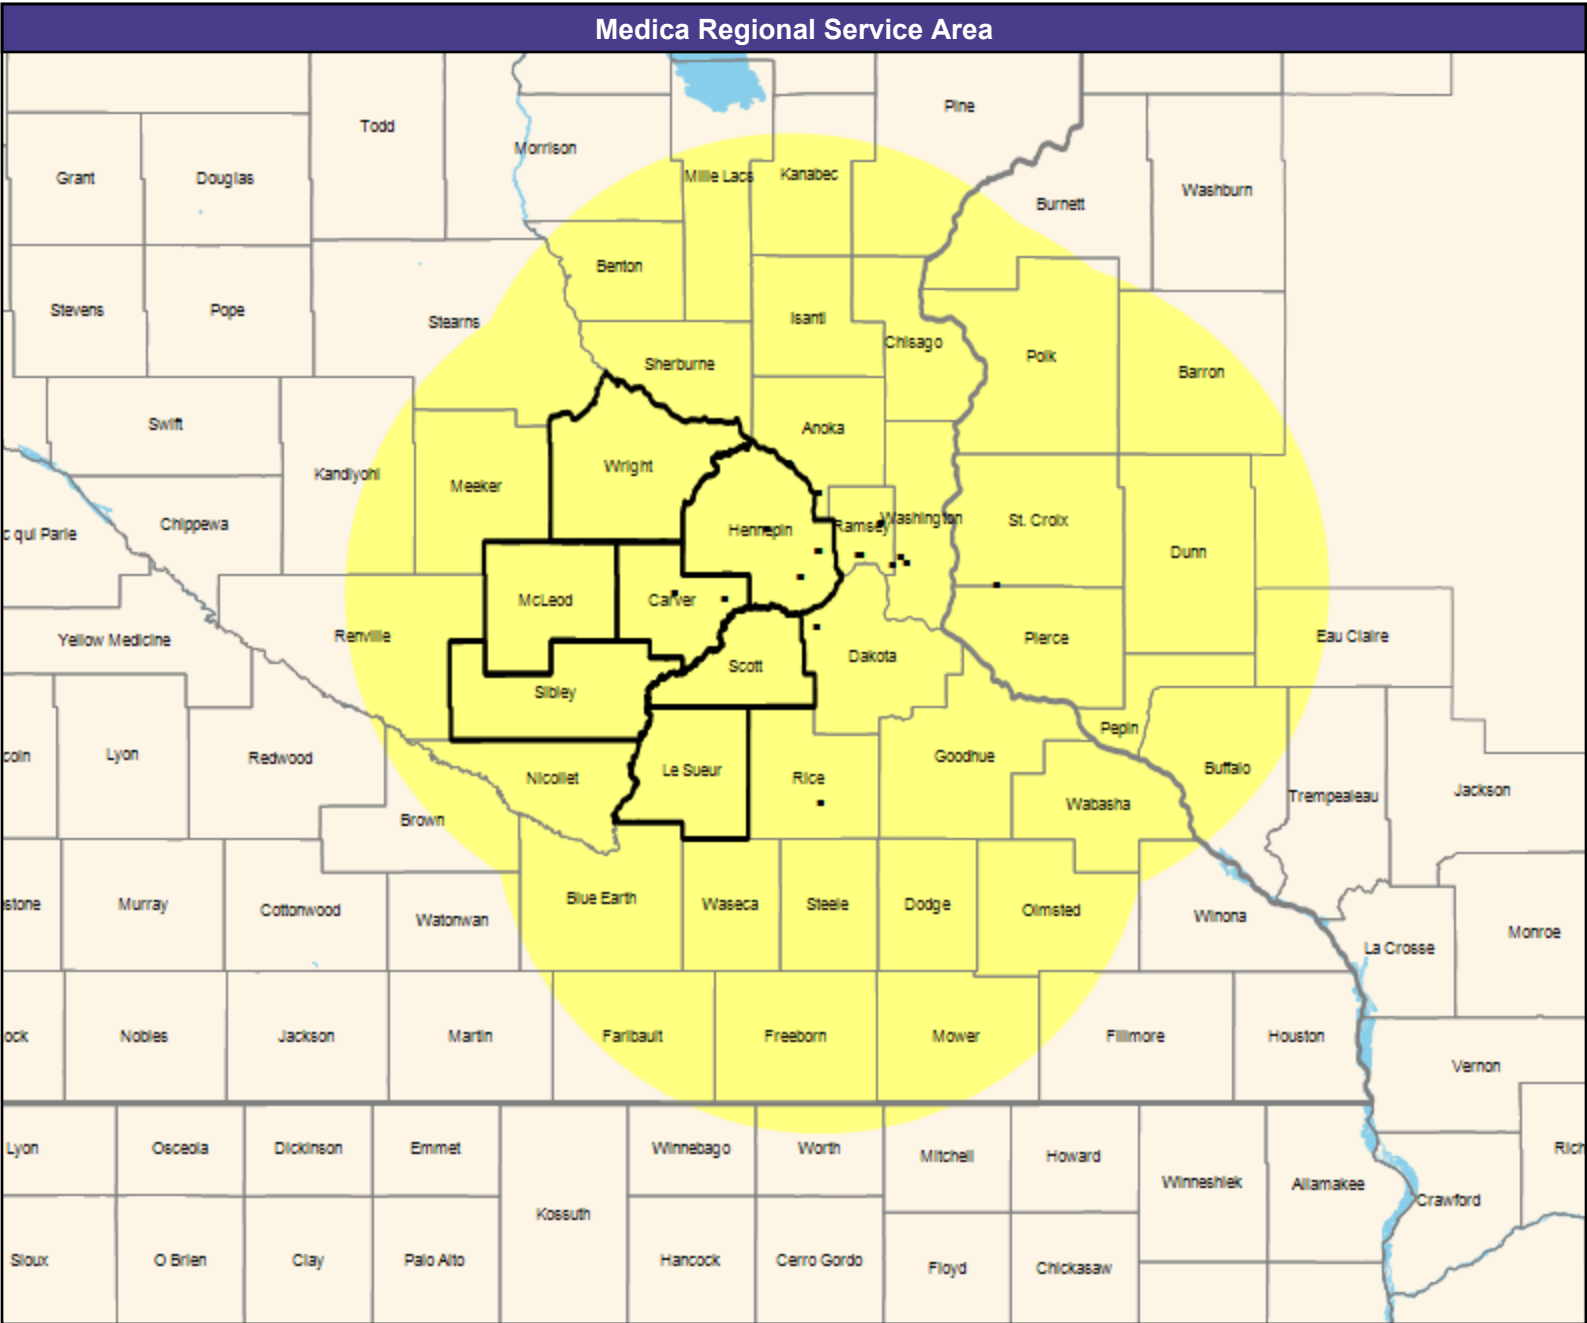 Medica Regional Service Area
Pine
Todd
Morrison
Mille Lacs
Kanabec
Grant
Douglas
Washburn
Burnett
Benton
Stevens
Pope
Stearns
Isanti
Chisago
Polk
Sherburne
Barron
Swift
Anoka
Wright
Kandiyohi
Meeker
Chippewa
Hennepin
Ramsey
Washington
St. Croix
c qui Parle
Dunn
McLeod
Carver
Yellow Medicine
Renville
Pierce
Eau Claire
Dakota
Scott
Sibley
Pepin
coin
Lyon
Redwood
Goodhue
Buffalo
Nicollet
Le Sueur
Rice
Trempealeau
Jackson
Wabasha
Brown
Blue Earth
stone
Murray
Cottonwood
Watonwan
Waseca
Steele
Dodge
Olmsted
Winona
Monroe
La Crosse
ock
Nobles
Jackson
Martin
Faribault
Freeborn
Mower
Fillmore
Houston
Vernon
Lyon
Osceola
Dickinson
Emmet
Winnebago
Worth
Mitchell
Howard
Rich
Winneshiek
Allamakee
Crawford
Kossuth
Sioux
O Brien
Clay
Palo Alto
Hancock
Cerro Gordo
Floyd
Chickasaw